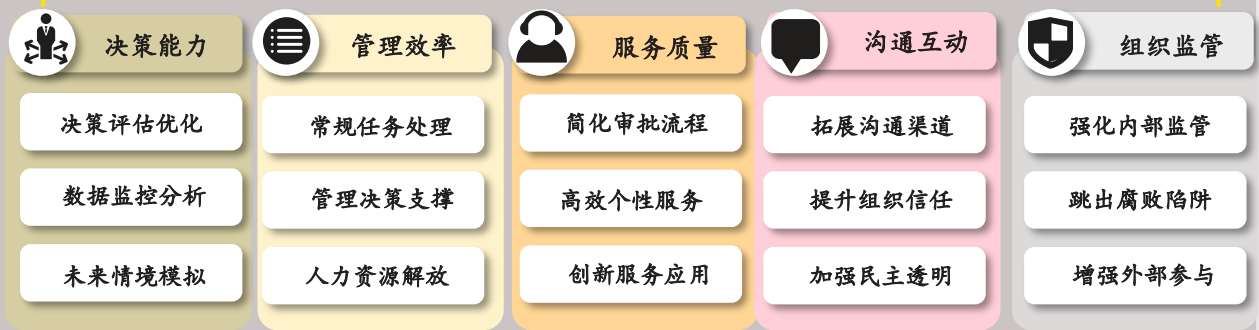 决策能力
决策评估优化
数据监控分析
未来情境模拟
管理效率
常规任务处理
管理决策支撑
人力资源解放
服务质量
简化审批流程
高效个性服务
创新服务应用
沟通互动
拓展沟通渠道
提升组织信任
加强民主透明
组织监管
强化内部监管
跳出腐败陷阱
增强外部参与